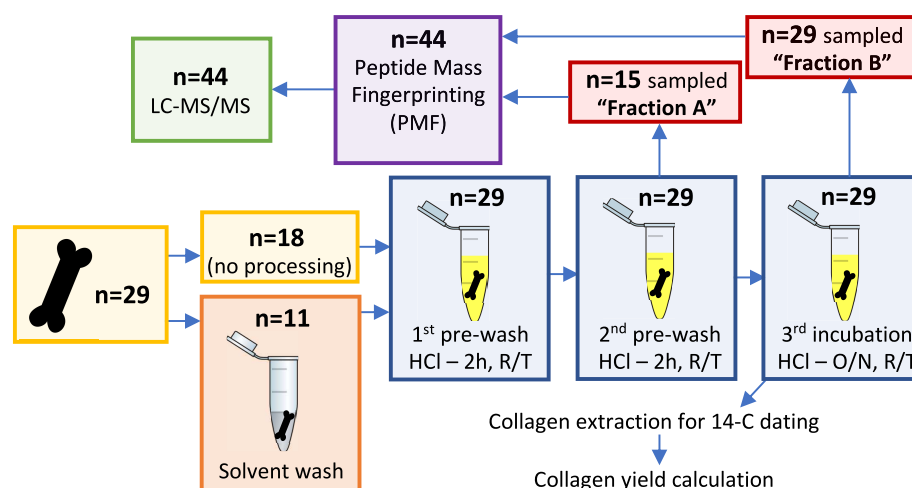 n=44
LC-MS/MS
n=44
Peptide Mass
Fingerprinting
(PMF)
n=15 sampled
“Fraction A”
n=29 sampled
“Fraction B”
n=29
n=18
(no processing)
n=11
Solvent wash
n=29
1st pre-wash
HCl – 2h, R/T
n=29
2nd pre-wash
HCl – 2h, R/T
n=29
3rd incubation
HCl – O/N, R/T
Collagen extraction for 14-C dating
Collagen yield calculation